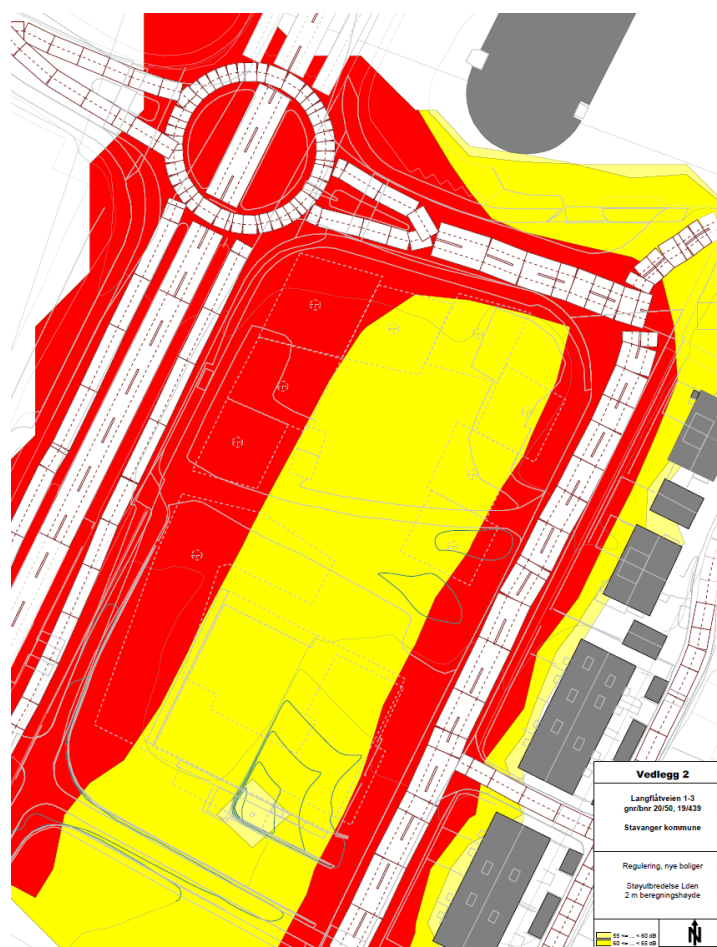 Vedlegg 2
Langflåtveien 1-3
gnr/bnr 20/50, 19/439
Stavanger kommune
Regulering, nye boliger
Støyutbredelse Lden
2 m beregningshøyde
55 <= ... < 60 dB
60 <= ... < 65 dB
N